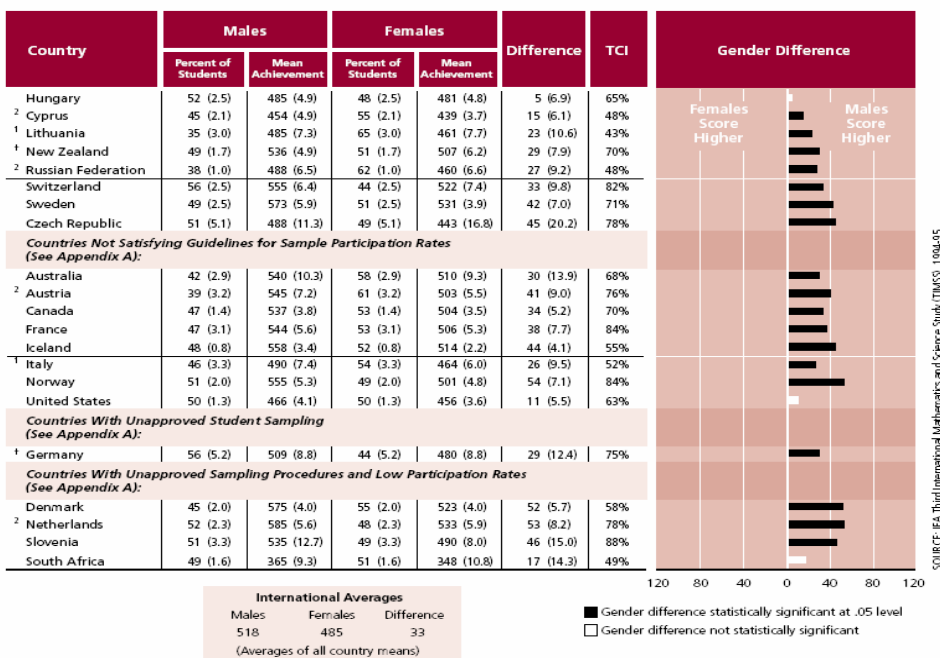 Country Males Females Difference TCI Gender Difference
Percent of Students Mean Achievement Percent of Students Mean Achievement
Females Score Higher Males Score Higher
Hungary 52 (2.5) 485 (4.9) 48 (2.5) 481 (4.8) 5 (6.9) 65%
2 Cyprus 45 (2.1) 454 (4.9) 55 (2.1) 439 (3.7) 15 (6.1) 48%
1 Lithuania 35 (3.0) 485 (7.3) 65 (3.0) 461 (7.7) 23 (10.6) 43%
† New Zealand 49 (1.7) 536 (4.9) 51 (1.7) 507 (6.2) 29 (7.9) 70%
2 Russian Federation 38 (1.0) 488 (6.5) 62 (1.0) 460 (6.6) 27 (9.2) 48%
Switzerland 56 (2.5) 555 (6.4) 44 (2.5) 522 (7.4) 33 (9.8) 82%
Sweden 49 (2.5) 573 (5.9) 51 (2.5) 531 (3.9) 42 (7.0) 71%
Czech Republic 51 (5.1) 488 (11.3) 49 (5.1) 443 (16.8) 45 (20.2) 78%
Countries Not Satisfying Guidelines for Sample Participation Rates
(See Appendix A):
Australia 42 (2.9) 540 (10.3) 58 (2.9) 510 (9.3) 30 (13.9) 68%
2 Austria 39 (3.2) 545 (7.2) 61 (3.2) 503 (5.5) 41 (9.0) 76%
Canada 47 (1.4) 537 (3.8) 53 (1.4) 504 (3.5) 34 (5.2) 70%
France 47 (3.1) 544 (5.6) 53 (3.1) 506 (5.3) 38 (7.7) 84%
Iceland 48 (0.8) 558 (3.4) 52 (0.8) 514 (2.2) 44 (4.1) 55%
1 Italy 46 (3.3) 490 (7.4) 54 (3.3) 464 (6.0) 26 (9.5) 52%
Norway 51 (2.0) 555 (5.3) 49 (2.0) 501 (4.8) 54 (7.1) 84%
United States 50 (1.3) 466 (4.1) 50 (1.3) 456 (3.6) 11 (5.5) 63%
Countries With Unapproved Student Sampling
(See Appendix A):
† Germany 56 (5.2) 509 (8.8) 44 (5.2) 480 (8.8) 29 (12.4) 75%
Countries With Unapproved Sampling Procedures and Low Participation Rates
(See Appendix A):
Denmark 45 (2.0) 575 (4.0) 55 (2.0) 523 (4.0) 52 (5.7) 58%
2 Netherlands 52 (2.3) 585 (5.6) 48 (2.3) 533 (5.9) 53 (8.2) 78%
Slovenia 51 (3.3) 535 (12.7) 49 (3.3) 490 (8.0) 46 (15.0) 88%
South Africa 49 (1.6) 365 (9.3) 51 (1.6) 348 (10.8) 17 (14.3) 49%
120 80 40 0 40 80 120
International Averages
Males Females Difference
518 485 33
(Averages of all country means)
Gender difference statistically significant at .05 level
Gender difference not statistically significant
SOURCE: IEA Third International Mathematics and Science Study (TIMSS), 1994-95